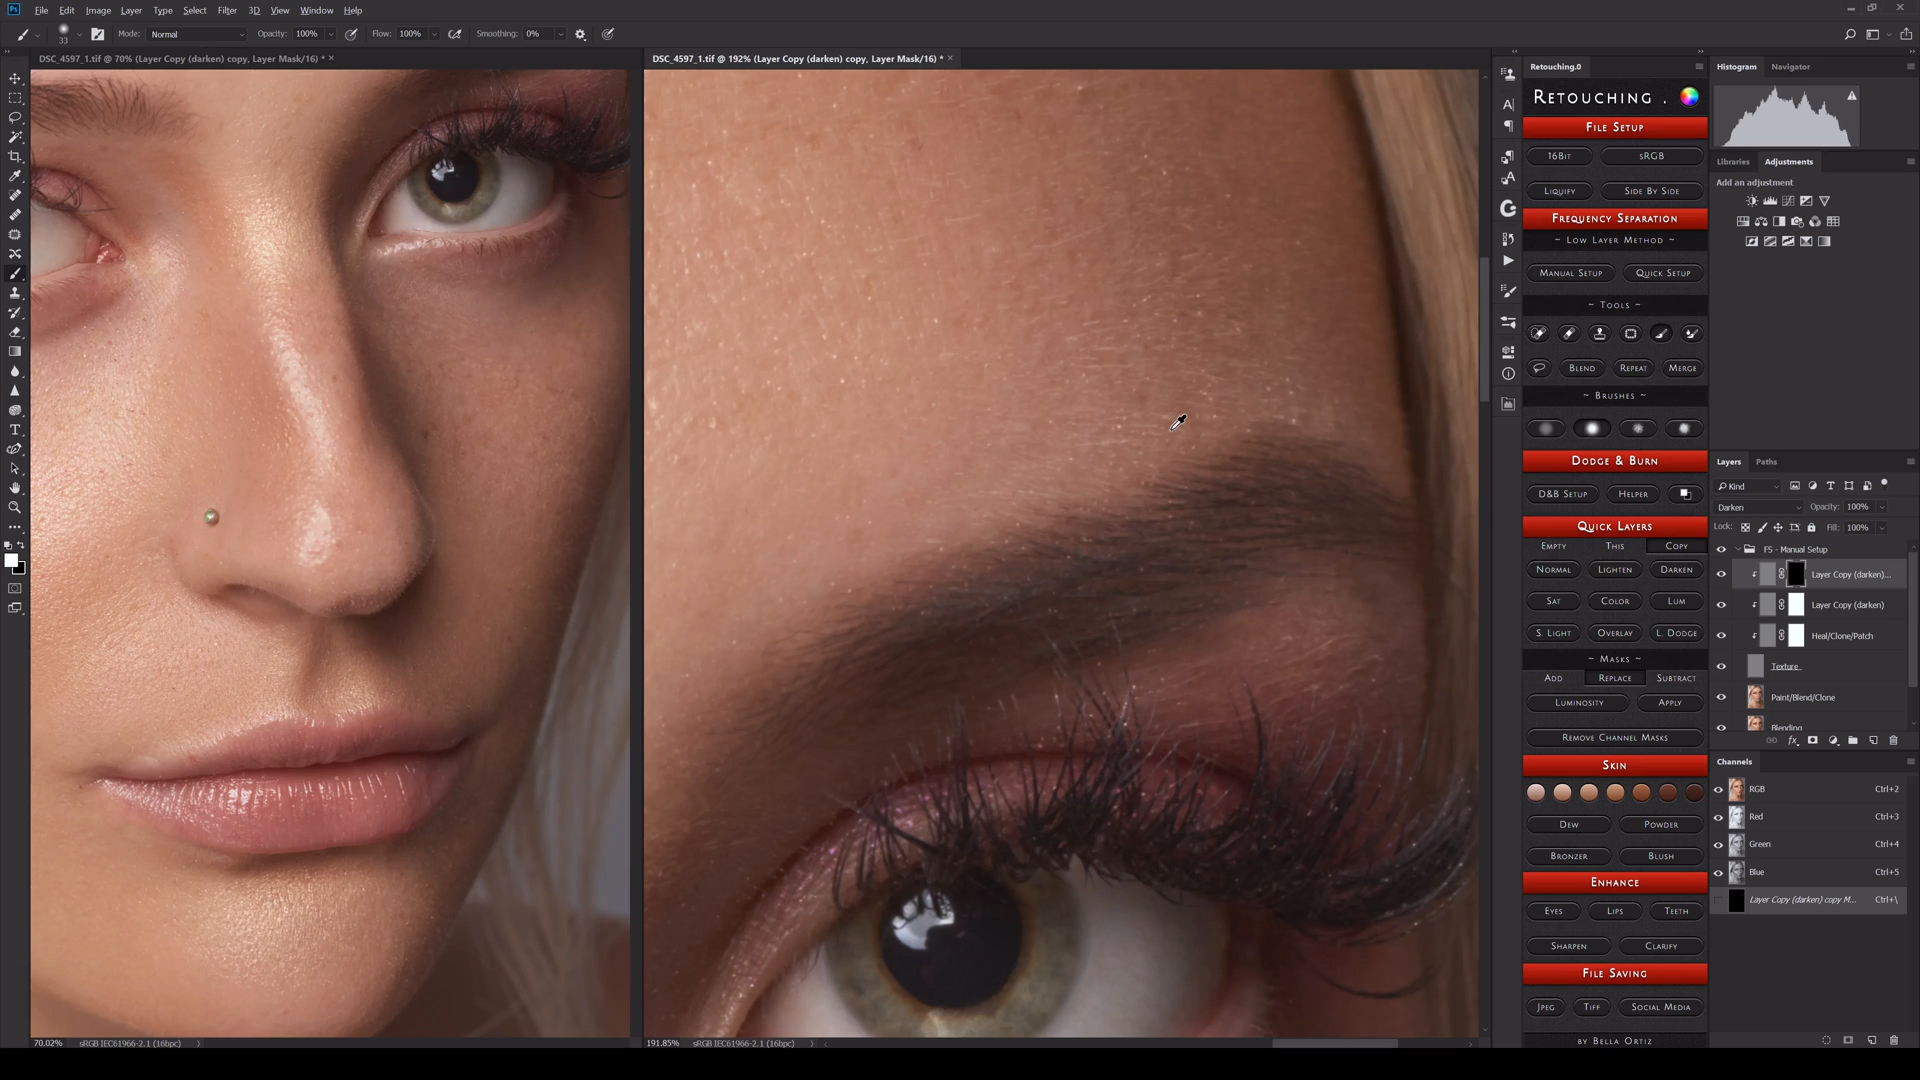 Ps File Edit Image Layer Type Select Filter 3D View Window Help
33 Mode: Normal Opacity: 100% Flow: 100% Smoothing: 0%
DSC_4597_1.tif @ 70% (Layer Copy (darken) copy, Layer Mask/16) * ×
DSC_4597_1.tif @ 192% (Layer Copy (darken) copy, Layer Mask/16) * ×
70.02% sRGB IEC61966-2.1 (16bpc)
191.85% sRGB IEC61966-2.1 (16bpc)
Retouching.0
RETOUCHING .
FILE SETUP
16BIT sRGB
LIQUIFY SIDE BY SIDE
FREQUENCY SEPARATION
~ LOW LAYER METHOD ~
MANUAL SETUP QUICK SETUP
~ TOOLS ~
BLEND REPEAT MERGE
~ BRUSHES ~
DODGE & BURN
D&B SETUP HELPER
QUICK LAYERS
EMPTY THIS COPY
NORMAL LIGHTEN DARKEN
SAT COLOR LUM
S. LIGHT OVERLAY L. DODGE
~ MASKS ~
ADD REPLACE SUBTRACT
LUMINOSITY APPLY
REMOVE CHANNEL MASKS
SKIN
DEW POWDER
BRONZER BLUSH
ENHANCE
EYES LIPS TEETH
SHARPEN CLARIFY
FILE SAVING
JPEG TIFF SOCIAL MEDIA
BY BELLA ORTIZ
Histogram Navigator
Libraries Adjustments
Add an adjustment
Layers Paths
Kind
Darken Opacity: 100%
Lock: Fill: 100%
FS - Manual Setup
Layer Copy (darken)...
Layer Copy (darken)
Heal/Clone/Patch
Texture
Paint/Blend/Clone
Blending
fx
Channels
RGB Ctrl+2
Red Ctrl+3
Green Ctrl+4
Blue Ctrl+5
Layer Copy (darken) copy M... Ctrl+\